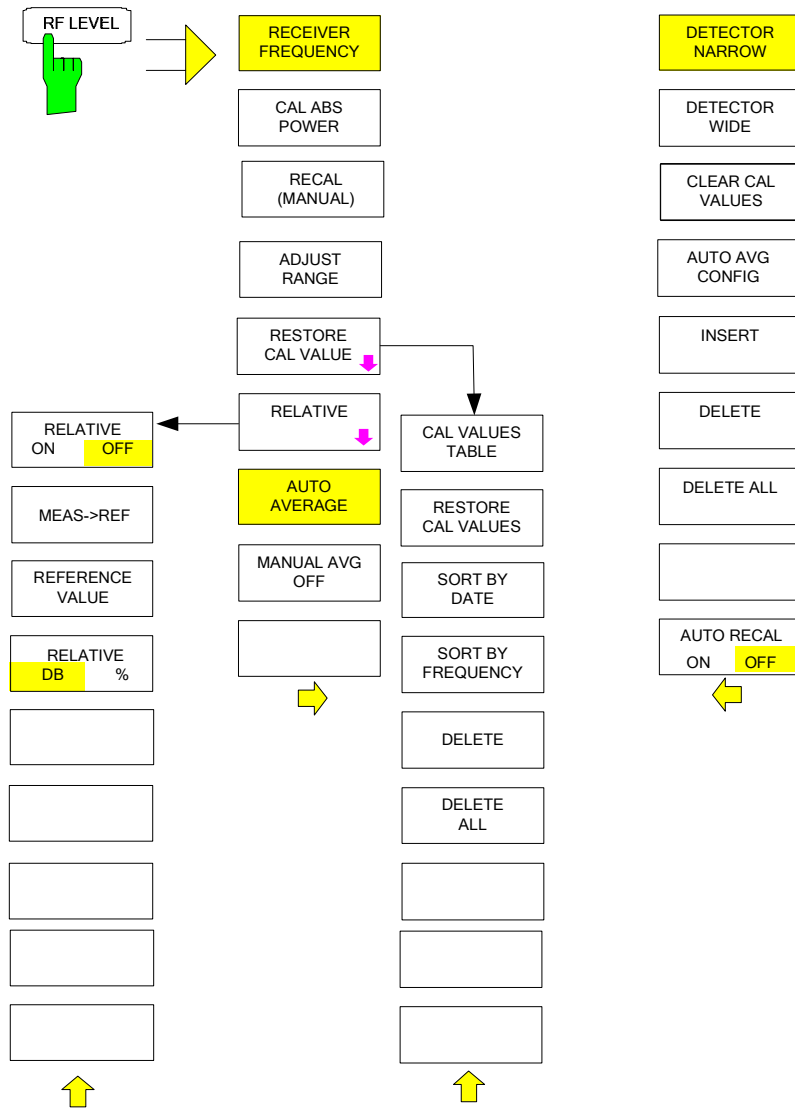 RF LEVEL
RECEIVER
FREQUENCY
CAL ABS
POWER
RECAL
(MANUAL)
ADJUST
RANGE
RESTORE
CAL VALUE
RELATIVE
AUTO
AVERAGE
MANUAL AVG
OFF
RELATIVE
ON OFF
MEAS->REF
REFERENCE
VALUE
RELATIVE
DB %
CAL VALUES
TABLE
RESTORE
CAL VALUES
SORT BY
DATE
SORT BY
FREQUENCY
DELETE
DELETE
ALL
DETECTOR
NARROW
DETECTOR
WIDE
CLEAR CAL
VALUES
AUTO AVG
CONFIG
INSERT
DELETE
DELETE ALL
AUTO RECAL
ON OFF